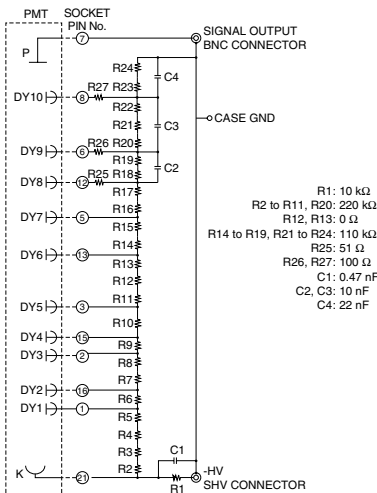 PMT
SOCKET
PIN No.
7
SIGNAL OUTPUT
BNC CONNECTOR
P
R24
C4
R23
DY10
8
R27
R22
CASE GND
R21
C3
DY9
6
R26
R20
R19
C2
DY8
12
R25
R18
R17
R1: 10 kΩ
R2 to R11, R20: 220 kΩ
R12, R13: 0 Ω
R14 to R19, R21 to R24: 110 kΩ
R25: 51 Ω
R26, R27: 100 Ω
C1: 0.47 nF
C2, C3: 10 nF
C4: 22 nF
R16
DY7
5
R15
R14
DY6
13
R13
R12
R11
DY5
3
R10
DY4
15
R9
DY3
2
R8
R7
DY2
16
R6
DY1
1
R5
R4
R3
C1
R2
-HV
K
21
R1
SHV CONNECTOR